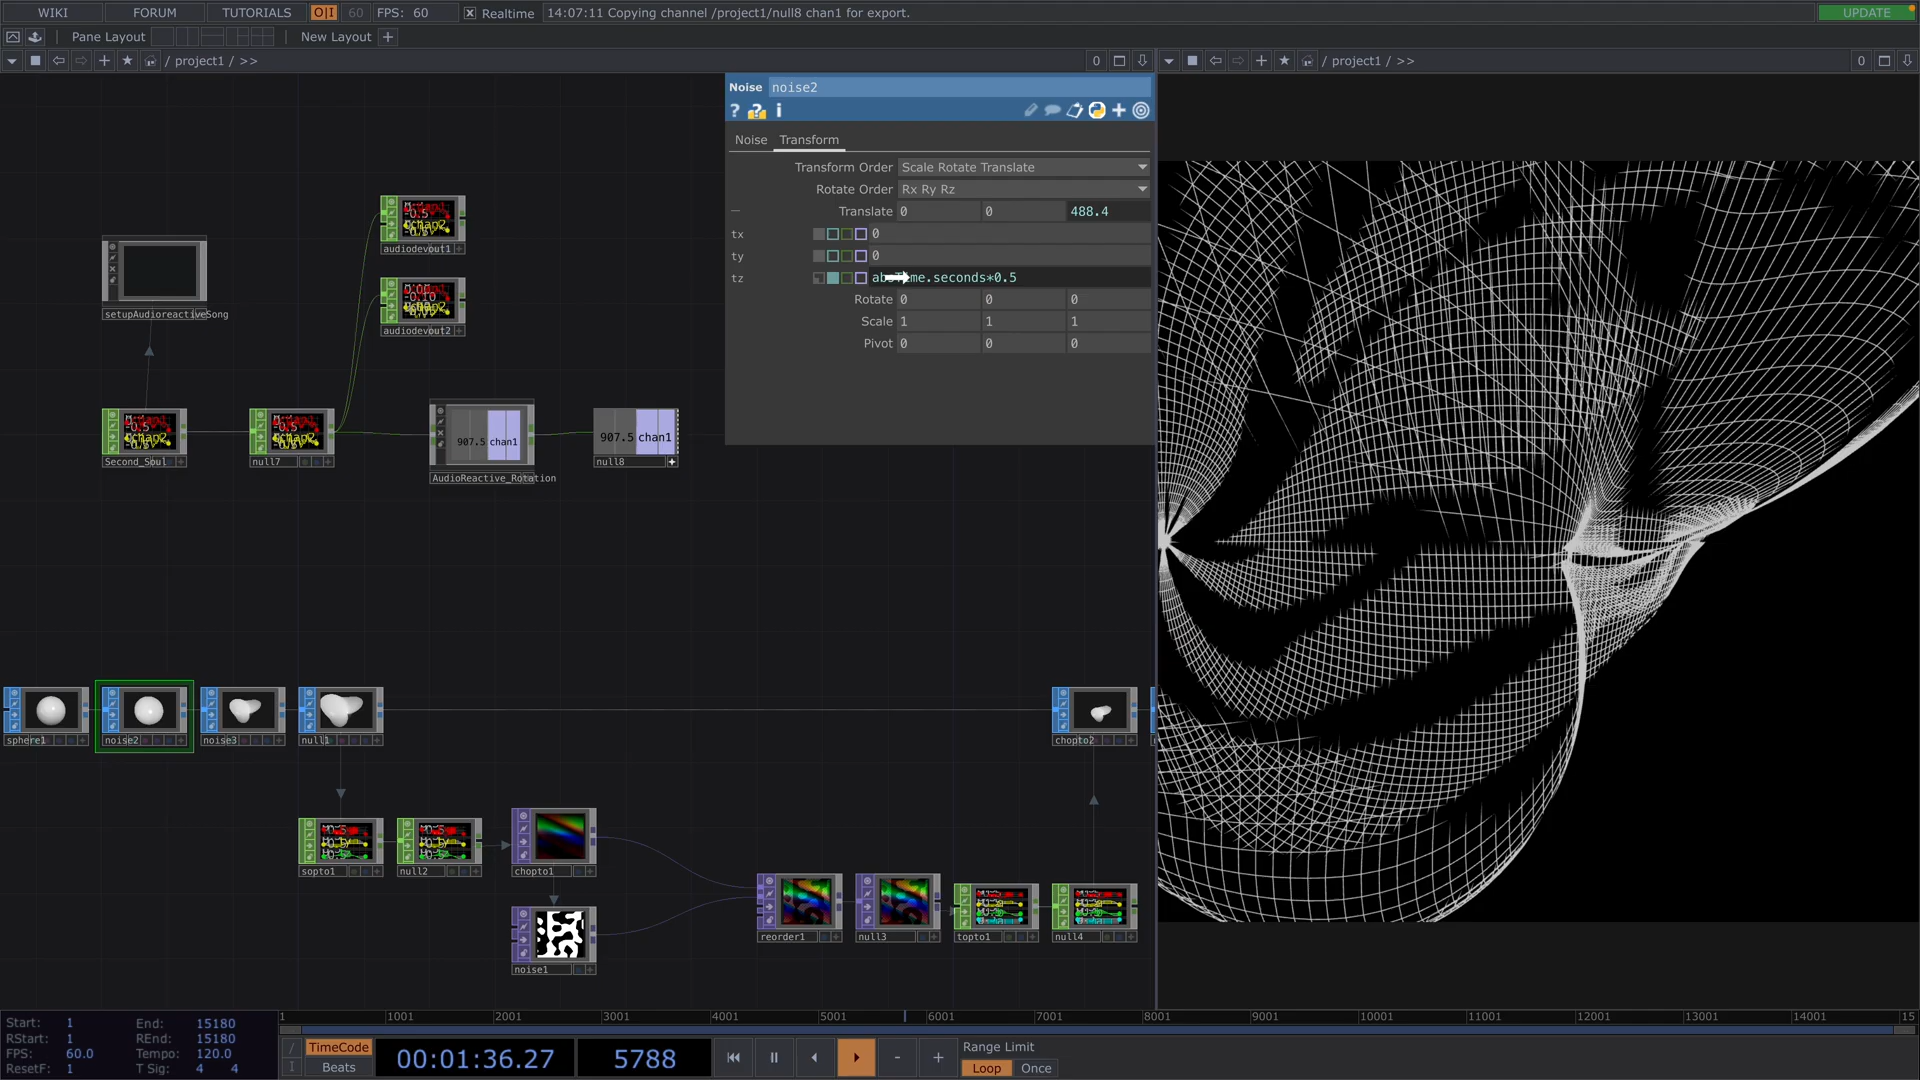 WIKI FORUM TUTORIALS O|I 60 FPS: 60 Realtime 14:07:11 Copying channel /project1/null8 chan1 for export. UPDATE
Pane Layout New Layout +
/ project1 / >> 0
/ project1 / >> 0
Noise noise2
? i
Noise Transform
Transform Order Scale Rotate Translate
Rotate Order Rx Ry Rz
Translate 0 0 488.4
tx 0
ty 0
tz
.seconds*0.5
Rotate 0 0 0
Scale 1 1 1
Pivot 0 0 0
audiodevout1
setupAudioreactiveSong
audiodevout2
907.5 chan1
907.5 chan1
Second_Soul
null7
null8
AudioReactive_Rotation
sphere1
noise2
noise3
null1
chopto2
sopto1
null2
chopto1
reorder1
null3
topto1
null4
noise1
1 1001 2001 3001 4001 5001 6001 7001 8001 9001 10001 11001 12001 13001 14001 15
Start: 1 End: 15180
RStart: 1 REnd: 15180
FPS: 60.0 Tempo: 120.0
ResetF: 1 T Sig: 4 4
TimeCode
Beats
00:01:36.27
5788
- +
Range Limit
Loop Once